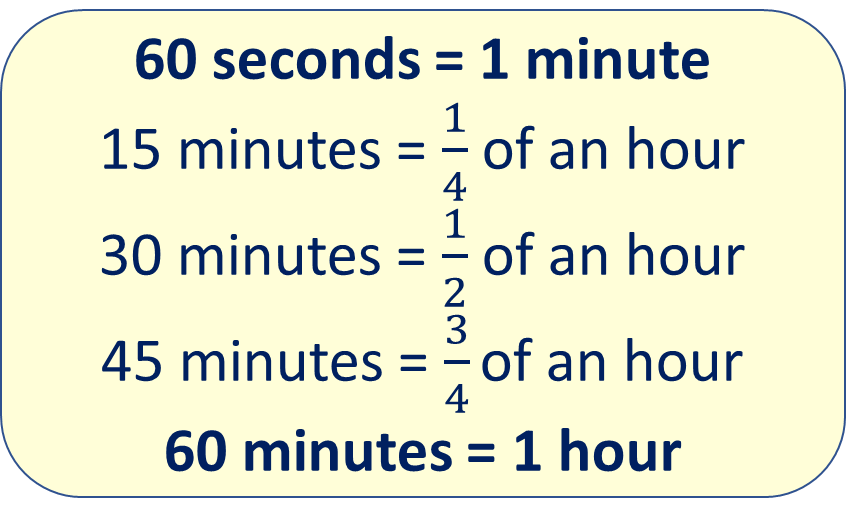 60 seconds = 1 minute
15 minutes = 1/4 of an hour
30 minutes = 1/2 of an hour
45 minutes = 3/4 of an hour
60 minutes = 1 hour